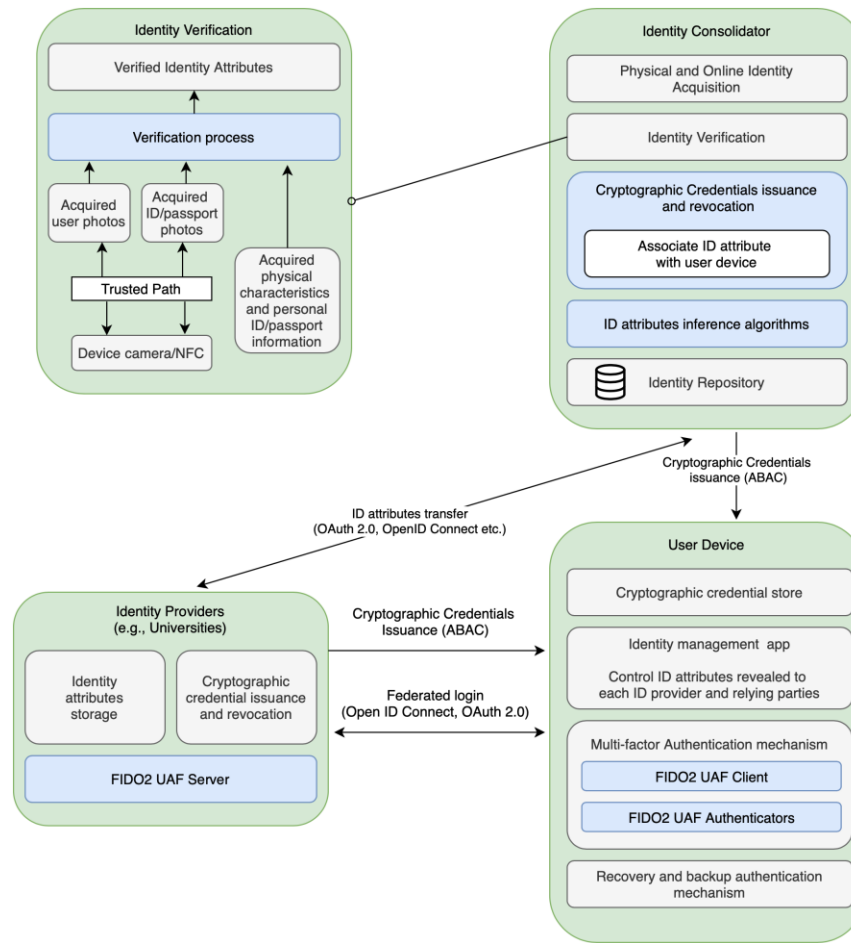 Identity Verification
Verified Identity Attributes
Verification process
Acquired
user photos
Acquired
ID/passport
photos
Acquired
physical
characteristics
and personal
ID/passport
information
Trusted Path
Device camera/NFC
Identity Consolidator
Physical and Online Identity
Acquisition
Identity Verification
Cryptographic Credentials issuance
and revocation
Associate ID attribute
with user device
ID attributes inference algorithms
Identity Repository
Cryptographic Credentials
issuance (ABAC)
ID attributes transfer
(OAuth 2.0, OpenID Connect etc.)
Identity Providers
(e.g., Universities)
Identity
attributes
storage
Cryptographic
credential issuance
and revocation
FIDO2 UAF Server
Cryptographic Credentials
Issuance (ABAC)
Federated login
(Open ID Connect, OAuth 2.0)
User Device
Cryptographic credential store
Identity management app
Control ID attributes revealed to
each ID provider and relying parties
Multi-factor Authentication mechanism
FIDO2 UAF Client
FIDO2 UAF Authenticators
Recovery and backup authentication
mechanism